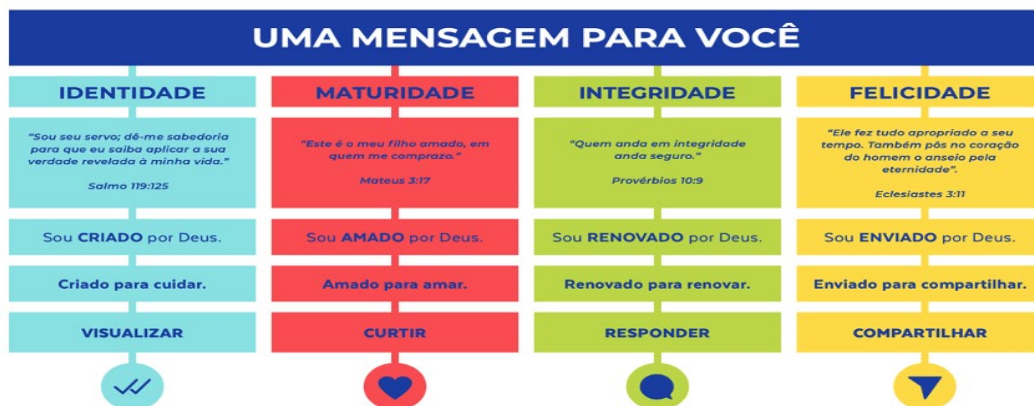 UMA MENSAGEM PARA VOCÊ
IDENTIDADE
“Sou seu servo; dê-me sabedoria
para que eu saiba aplicar a sua
verdade revelada à minha vida.”
Salmo 119:125
Sou CRIADO por Deus.
Criado para cuidar.
VISUALIZAR
MATURIDADE
“Este é o meu filho amado, em
quem me comprazo.”
Mateus 3:17
Sou AMADO por Deus.
Amado para amar.
CURTIR
INTEGRIDADE
“Quem anda em integridade
anda seguro.”
Provérbios 10:9
Sou RENOVADO por Deus.
Renovado para renovar.
RESPONDER
FELICIDADE
“Ele fez tudo apropriado a seu
tempo. Também pôs no coração
do homem o anseio pela
eternidade”.
Eclesiastes 3:11
Sou ENVIADO por Deus.
Enviado para compartilhar.
COMPARTILHAR